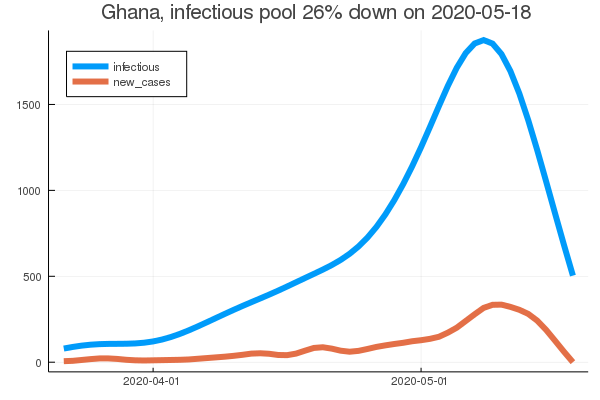 Ghana, infectious pool 26% down on 2020-05-18
infectious
new_cases
1500
1000
500
0
2020-04-01
2020-05-01